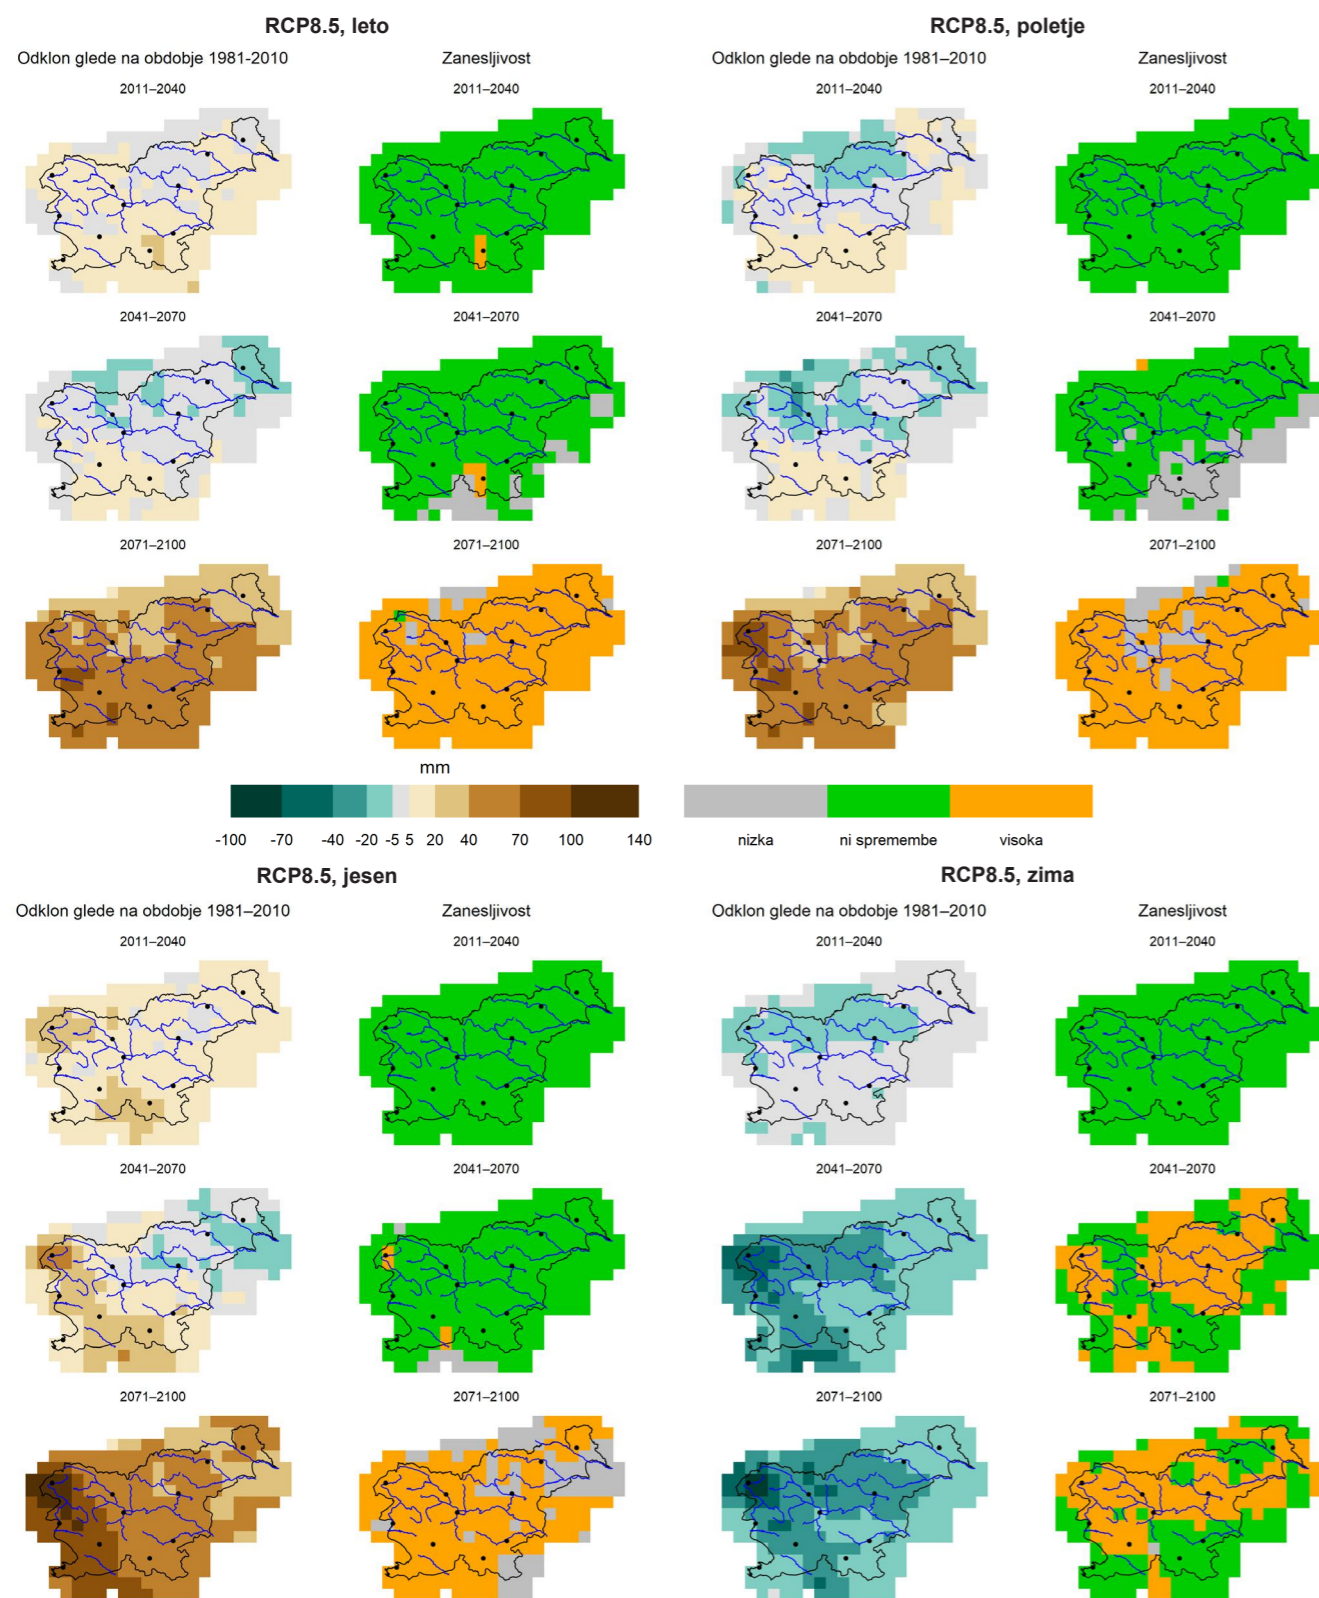 RCP8.5, leto
RCP8.5, poletje
Odklon glede na obdobje 1981-2010
Zanesljivost
Odklon glede na obdobje 1981–2010
Zanesljivost
2011–2040
2011–2040
2011–2040
2011–2040
2041–2070
2041–2070
2041–2070
2041–2070
2071–2100
2071–2100
2071–2100
2071–2100
mm
-100 -70 -40 -20 -5 5 20 40 70 100 140
nizka ni spremembe visoka
RCP8.5, jesen
RCP8.5, zima
Odklon glede na obdobje 1981–2010
Zanesljivost
Odklon glede na obdobje 1981–2010
Zanesljivost
2011–2040
2011–2040
2011–2040
2011–2040
2041–2070
2041–2070
2041–2070
2041–2070
2071–2100
2071–2100
2071–2100
2071–2100